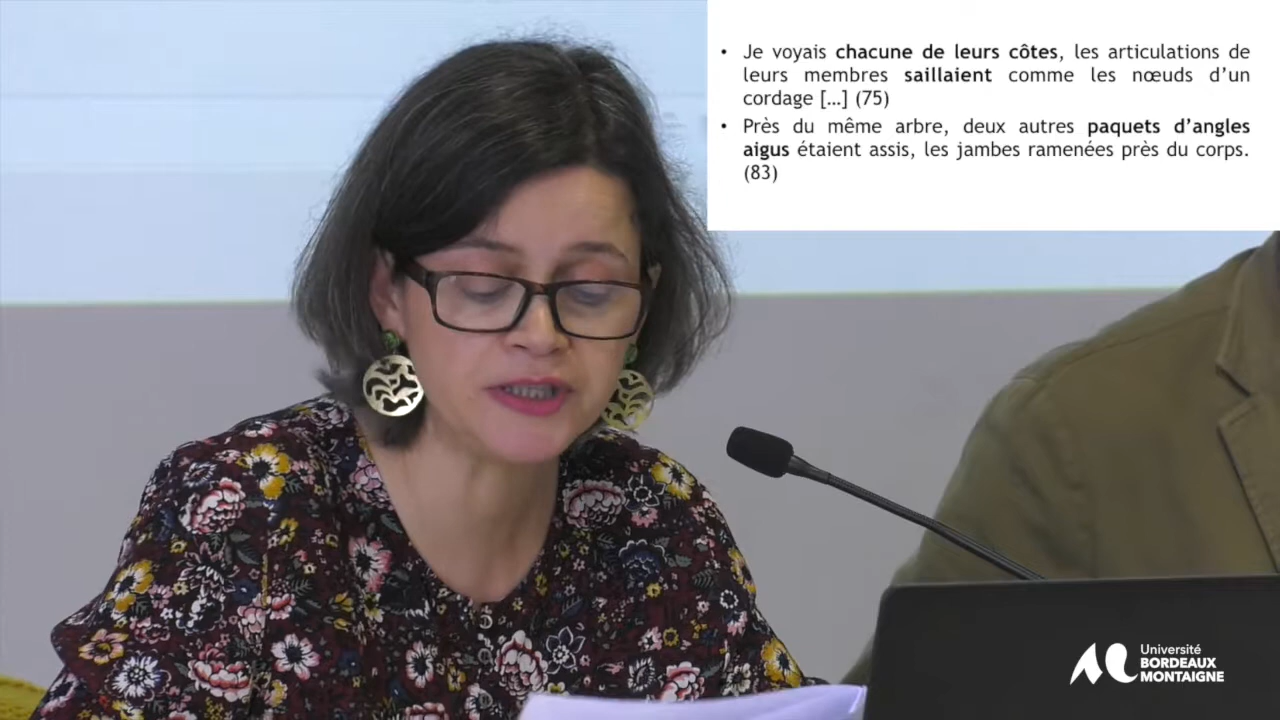 • Je voyais chacune de leurs côtes, les articulations de
leurs membres saillaient comme les nœuds d’un
cordage […] (75)
• Près du même arbre, deux autres paquets d’angles
aigus étaient assis, les jambes ramenées près du corps.
(83)
Université
BORDEAUX
MONTAIGNE